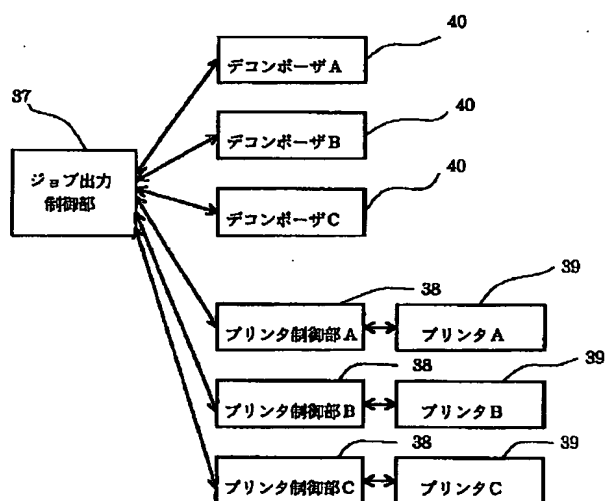 40
デコンポーザA
37
40
デコンポーザB
ジョブ出力
制御部
40
デコンポーザC
38
39
プリンタ制御部A
プリンタA
38
39
プリンタ制御部B
プリンタB
38
39
プリンタ制御部C
プリンタC